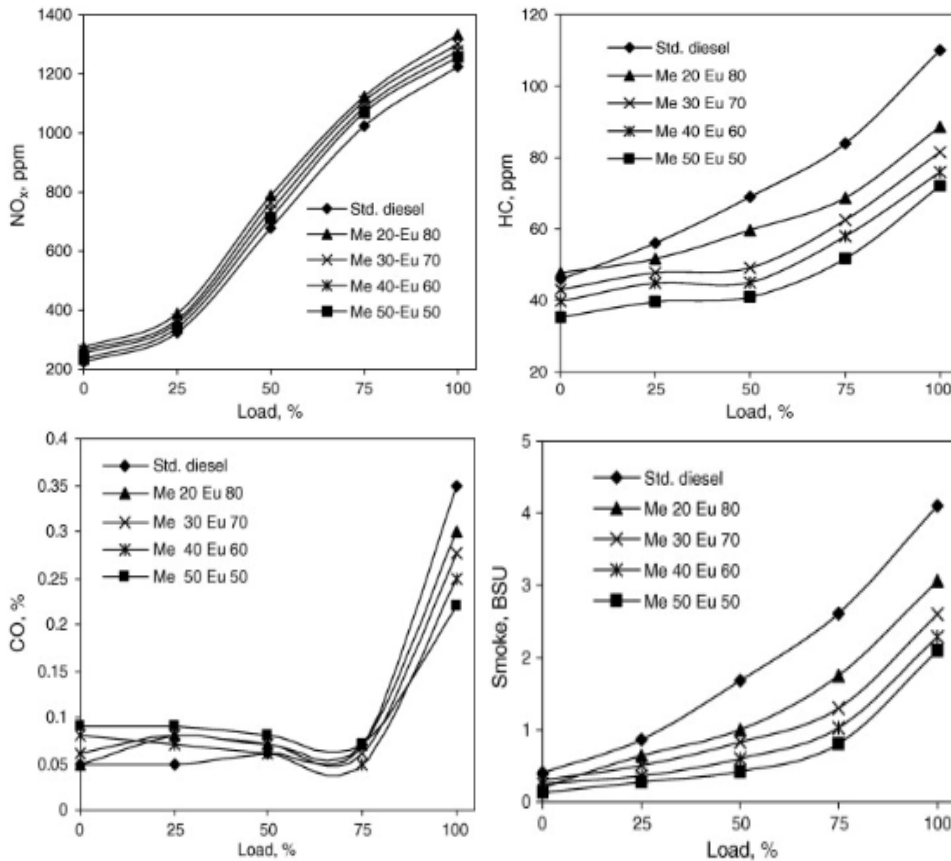 1400
1200
1000
800
600
400
200
NOx, ppm
Std. diesel
Me 20-Eu 80
Me 30-Eu 70
Me 40-Eu 60
Me 50-Eu 50
0 25 50 75 100
Load, %
120
100
80
60
40
20
HC, ppm
Std. diesel
Me 20 Eu 80
Me 30 Eu 70
Me 40 Eu 60
Me 50 Eu 50
0 25 50 75 100
Load, %
0.4
0.35
0.3
0.25
0.2
0.15
0.1
0.05
0
CO, %
Std. diesel
Me 20 Eu 80
Me 30 Eu 70
Me 40 Eu 60
Me 50 Eu 50
0 25 50 75 100
Load, %
5
4
3
2
1
0
Smoke, BSU
Std. diesel
Me 20 Eu 80
Me 30 Eu 70
Me 40 Eu 60
Me 50 Eu 50
0 25 50 75 100
Load, %